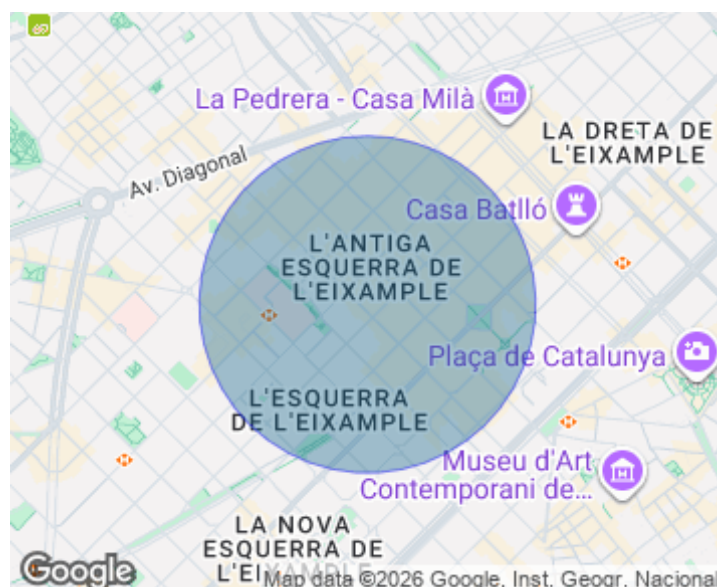 La Pedrera - Casa Milà
LA DRETA DE
L'EIXAMPLE
Av. Diagonal
Casa Batlló
L'ANTIGA
ESQUERRA DE
L'EIXAMPLE
Plaça de Catalunya
L'ESQUERRA
DE L'EIXAMPLE
Museu d'Art
Contemporani de...
LA NOVA
ESQUERRA DE
L'EIXAMPLE
Google
Map data ©2026 Google, Inst. Geogr. Nacional